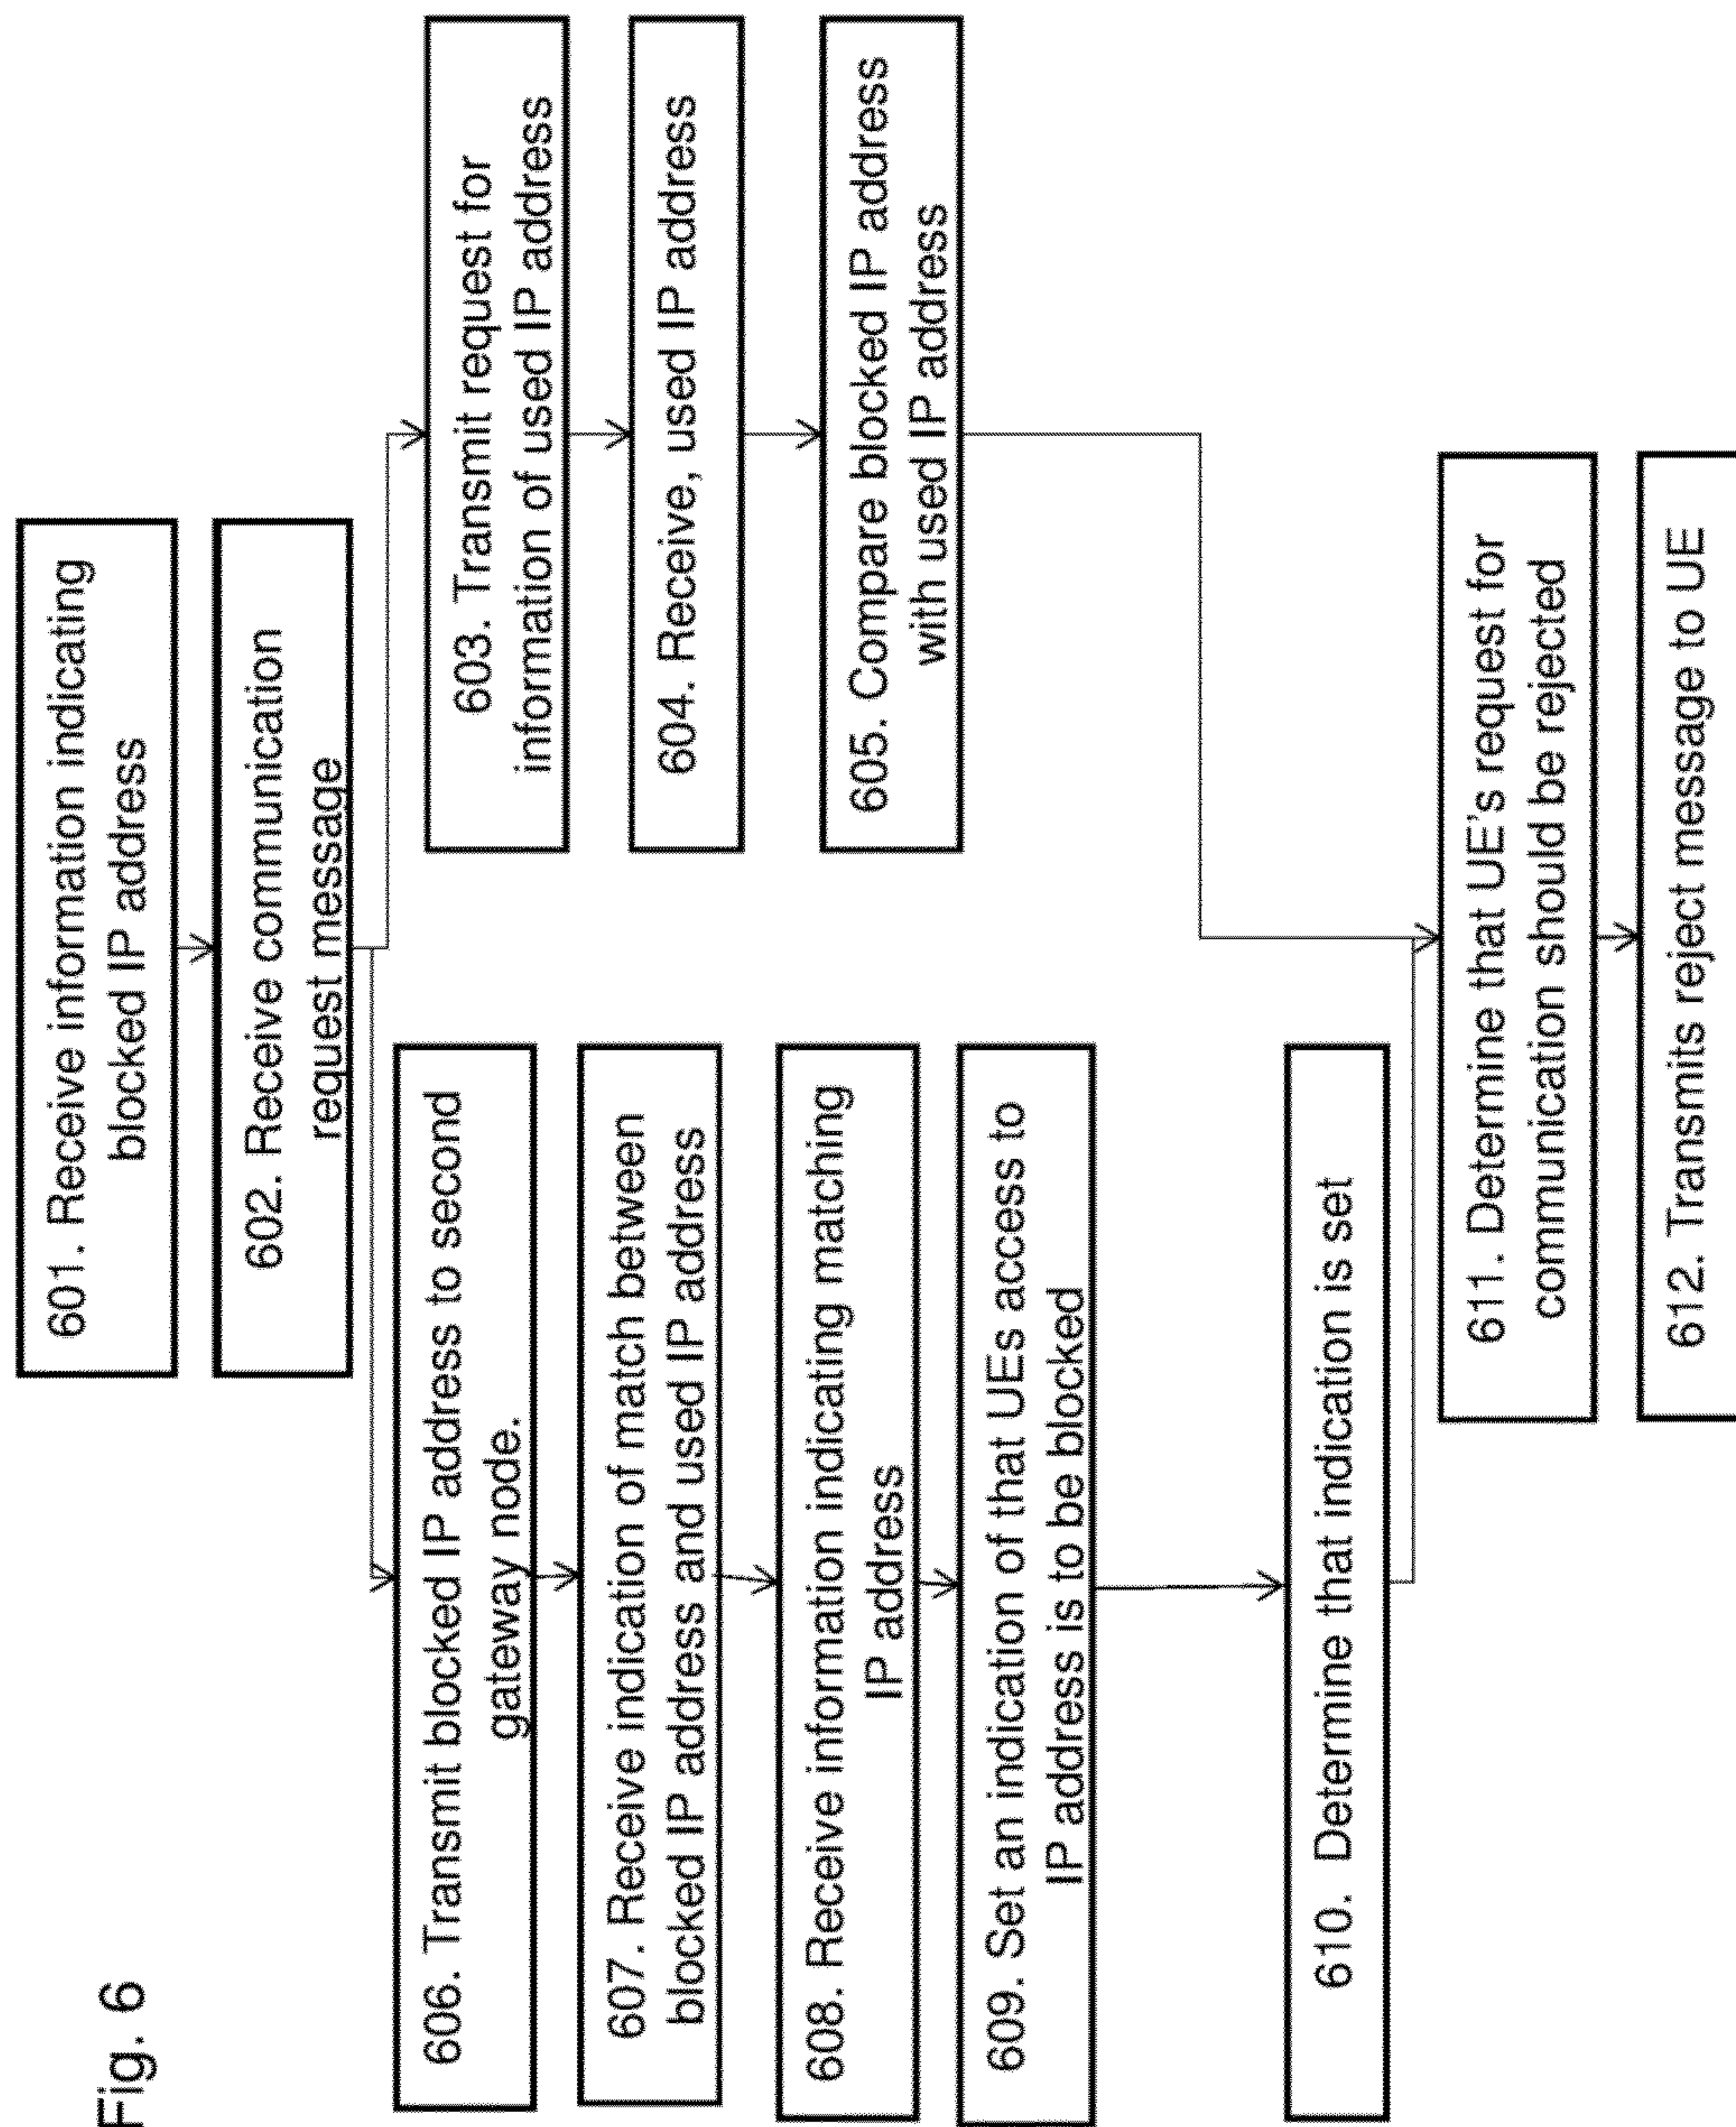 Fig. 6
601. Receive information indicating
blocked IP address
602. Receive communication
request message
603. Transmit request for
information of used IP address
604. Receive, used IP address
605. Compare blocked IP address
with used IP address
606. Transmit blocked IP address to second
gateway node.
607. Receive indication of match between
blocked IP address and used IP address
608. Receive information indicating matching
IP address
609. Set an indication of that UEs access to
IP address is to be blocked
610. Determine that indication is set
611. Determine that UE's request for
communication should be rejected
612. Transmits reject message to UE